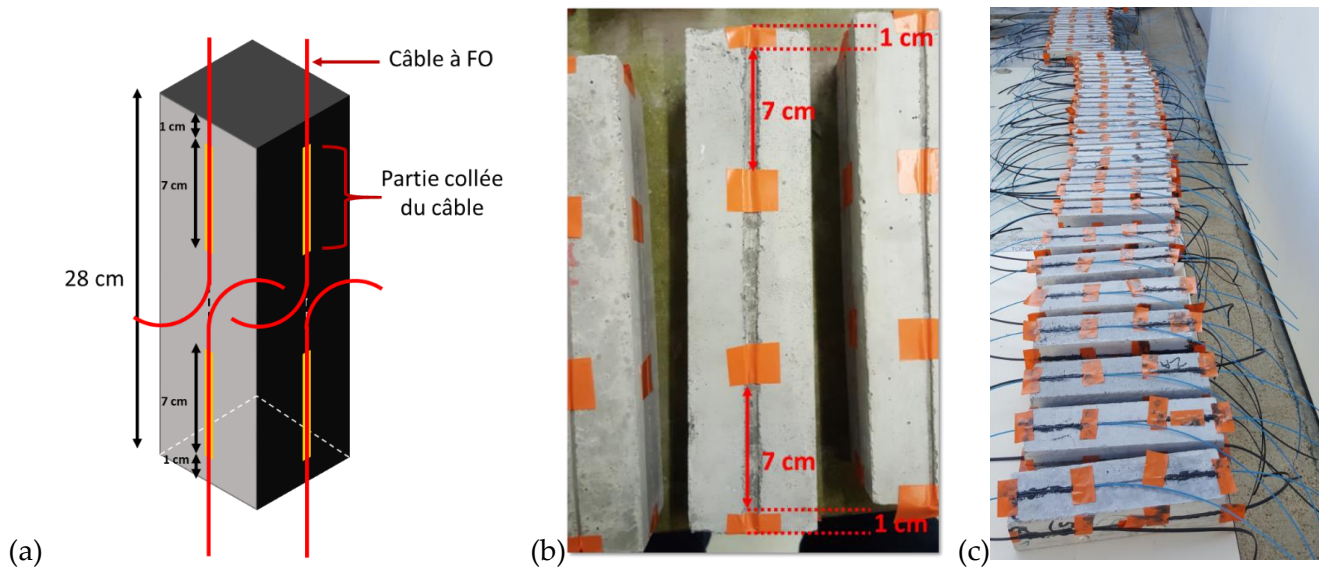 Câble à FO
1 cm
7 cm
Partie collée
du câble
28 cm
7 cm
1 cm
(a)
1 cm
7 cm
7 cm
1 cm
(b)
(c)